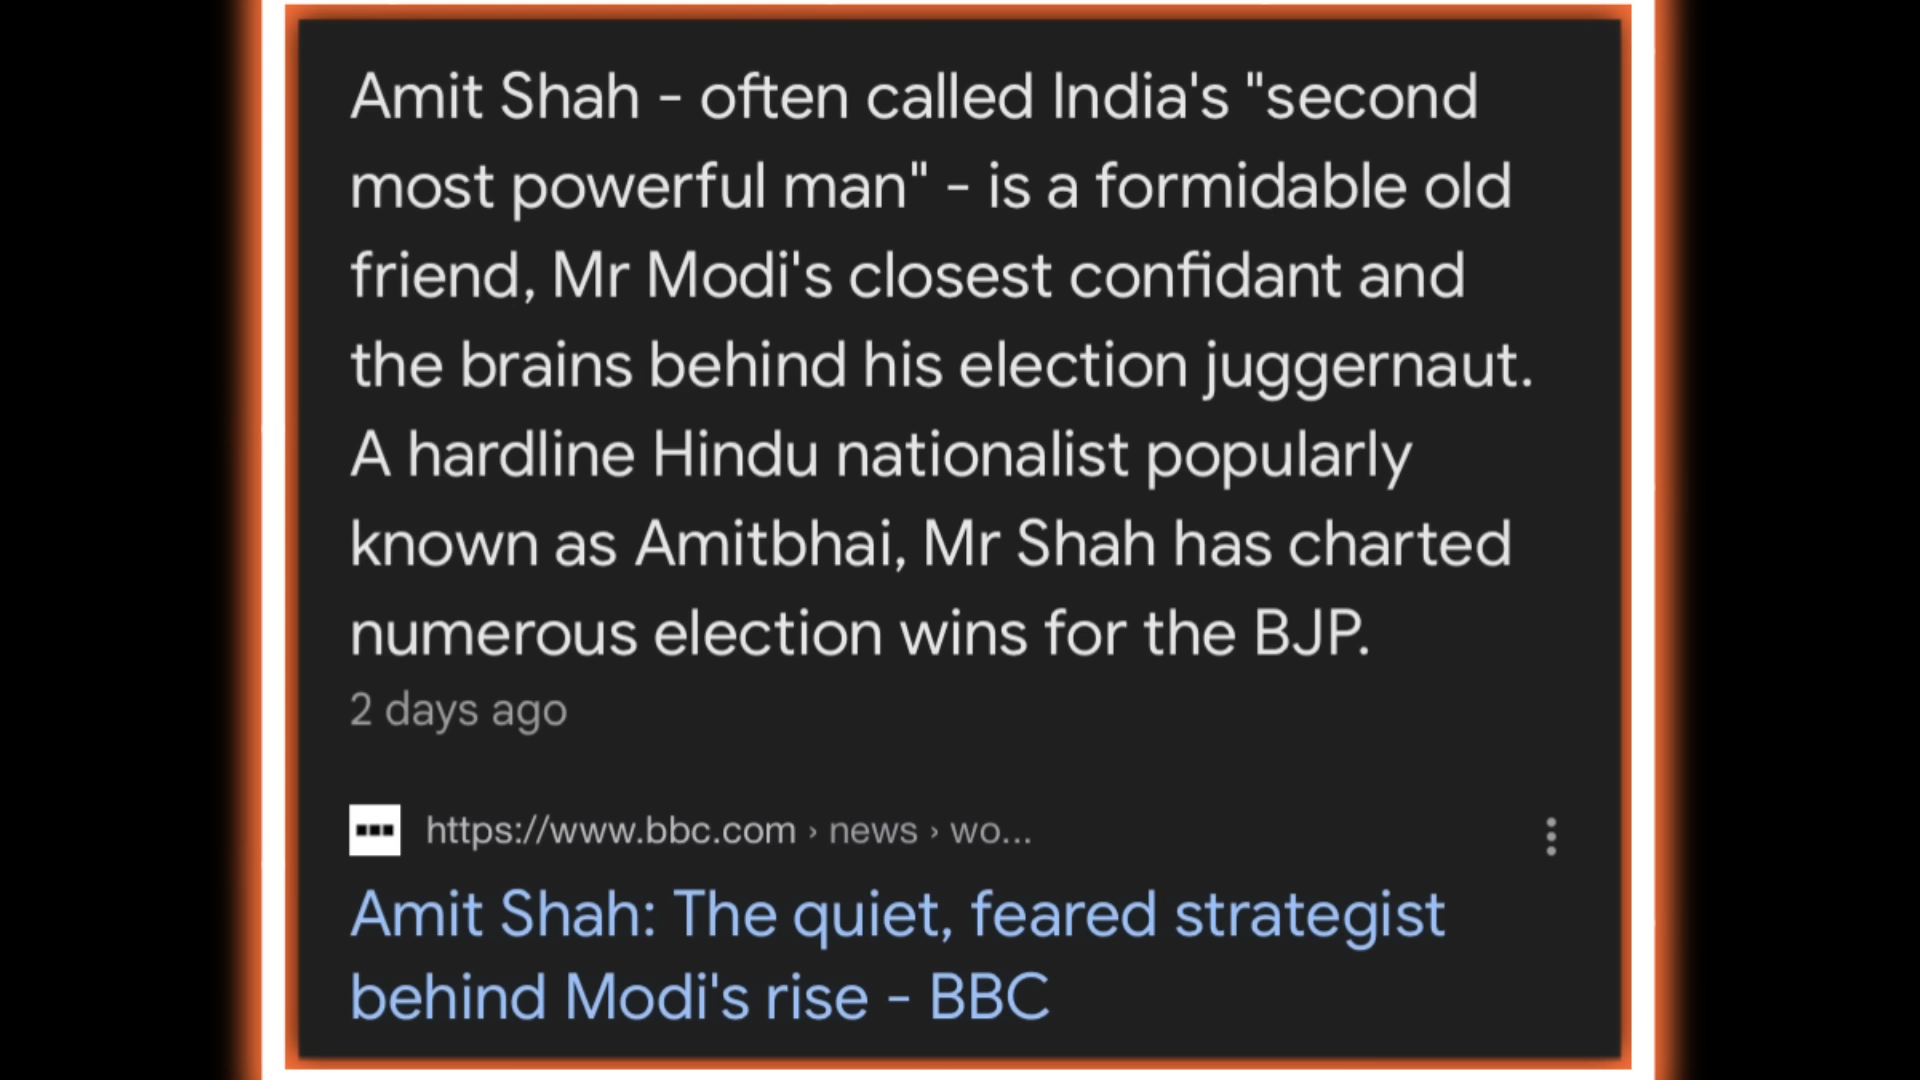 Amit Shah - often called India's "second
most powerful man" - is a formidable old
friend, Mr Modi's closest confidant and
the brains behind his election juggernaut.
A hardline Hindu nationalist popularly
known as Amitbhai, Mr Shah has charted
numerous election wins for the BJP.
2 days ago
https://www.bbc.com › news › wo...
Amit Shah: The quiet, feared strategist
behind Modi's rise - BBC